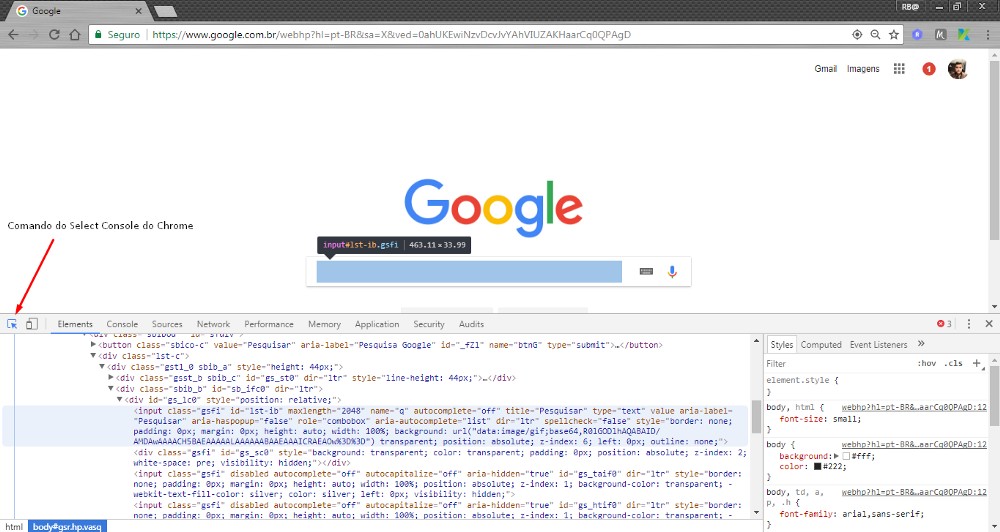 Google
RB@
Seguro | https://www.google.com.br/webhp?hl=pt-BR&sa=X&ved=0ahUKEwiNzvDcvJvYAhVIUZAKHaarCq0QPAgD
Gmail Imagens 1
Google
Comando do Select Console do Chrome
input#lst-ib.gsfi | 463.11×33.99
Elements Console Sources Network Performance Memory Application Security Audits 3
<button class="sbico-c" value="Pesquisar" aria-label="Pesquisa Google" id="_fZl" name="btnG" type="submit">…</button>
<div class="lst-c">
<div class="gstl_0 sbib_a" style="height: 44px;">
<div class="gsst_b sbib_c" id="gs_st0" dir="ltr" style="line-height: 44px;">…</div>
<div class="sbib_b" id="sb_ifc0" dir="ltr">
<div id="gs_lc0" style="position: relative;">
<input class="gsfi" id="lst-ib" maxlength="2048" name="q" autocomplete="off" title="Pesquisar" type="text" value aria-label=
"Pesquisar" aria-haspopup="false" role="combobox" aria-autocomplete="list" dir="ltr" spellcheck="false" style="border: none;
padding: 0px; margin: 0px; height: auto; width: 100%; background: url("data:image/gif;base64,R0lGODlhAQABAID/
AMDAwAAAACH5BAEAAAAALAAAAAABAAEAAAICRAEAOw%3D%3D") transparent; position: absolute; z-index: 6; left: 0px; outline: none;">
<div class="gsfi" id="gs_sc0" style="background: transparent; color: transparent; padding: 0px; position: absolute; z-index: 2;
white-space: pre; visibility: hidden;"></div>
<input class="gsfi" disabled autocomplete="off" autocapitalize="off" aria-hidden="true" id="gs_taif0" dir="ltr" style="border:
none; padding: 0px; margin: 0px; height: auto; width: 100%; position: absolute; z-index: 1; background-color: transparent; -
webkit-text-fill-color: silver; color: silver; left: 0px; visibility: hidden;">
<input class="gsfi" disabled autocomplete="off" autocapitalize="off" aria-hidden="true" id="gs_htif0" dir="ltr" style="border:
none; padding: 0px; margin: 0px; height: auto; width: 100%; position: absolute; z-index: 1; background-color: transparent; -
html body#gsr.hp.vasq
Styles Computed Event Listeners »
Filter :hov .cls +
element.style {
}
body, html { webhp?hl=pt-BR&…aarCq0QPAgD:12
font-size: small;
}
body { webhp?hl=pt-BR&…aarCq0QPAgD:12
background: #fff;
color: #222;
}
body, td, a, webhp?hl=pt-BR&…aarCq0QPAgD:12
p, .h {
font-family: arial,sans-serif;
}